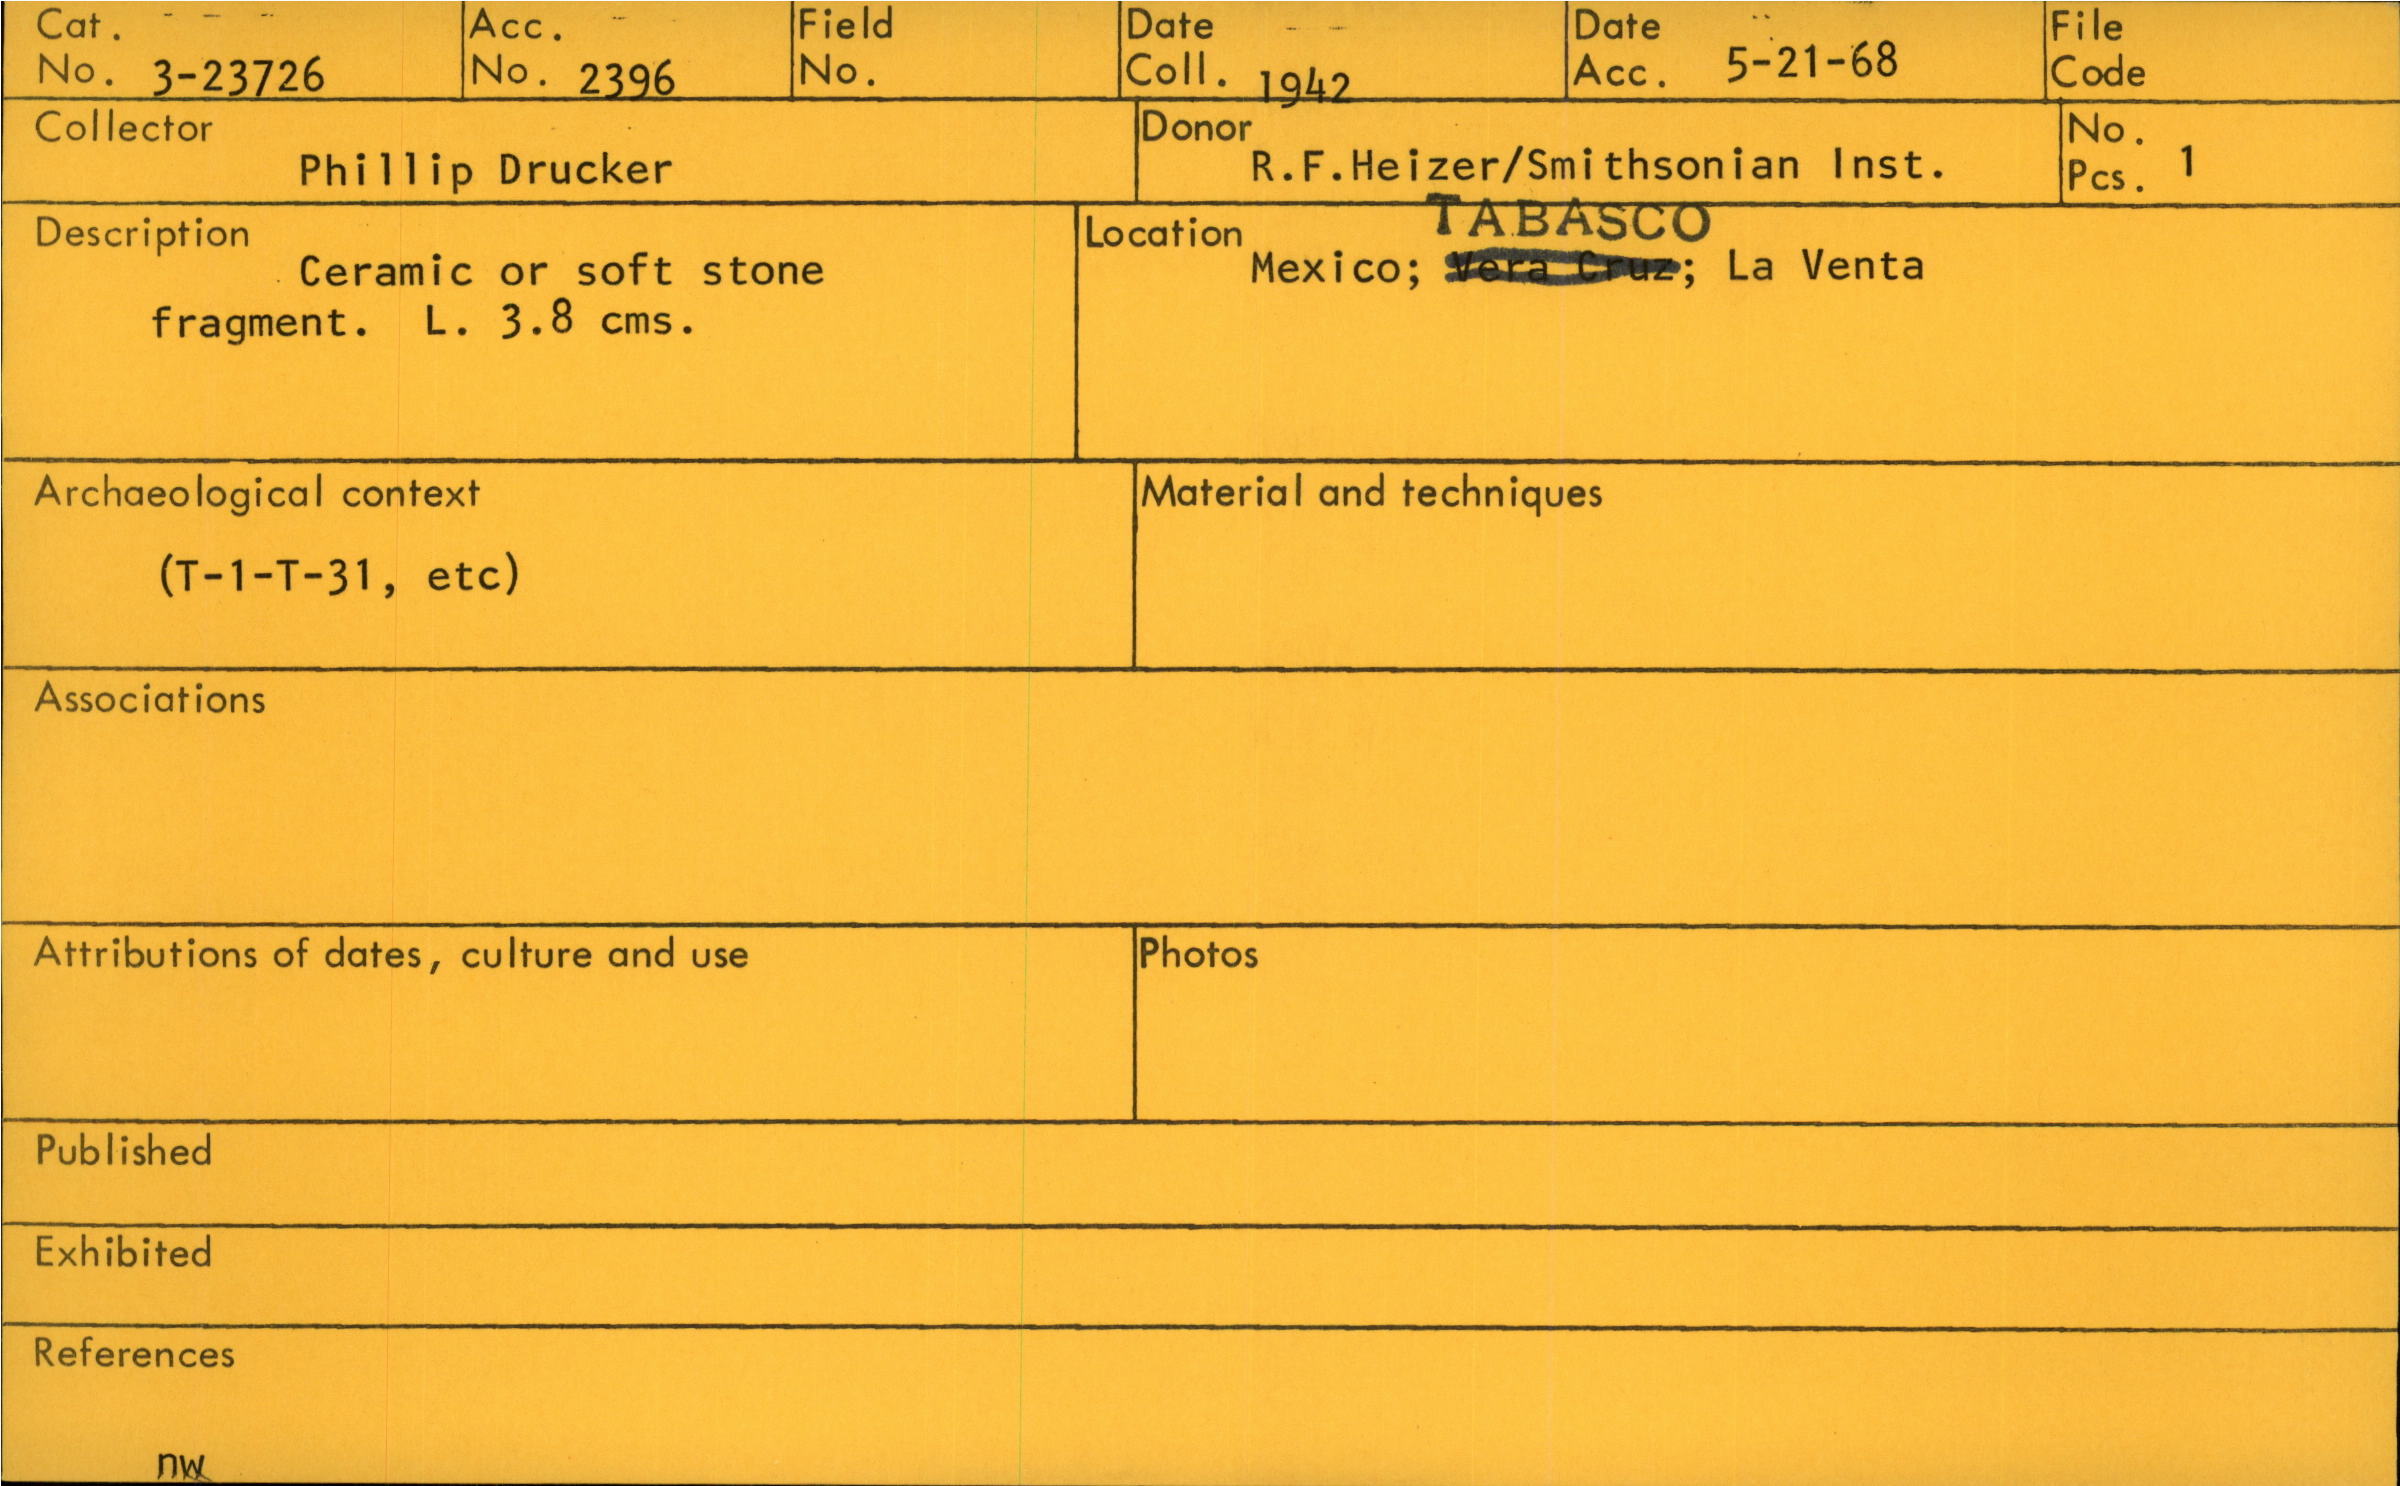 Cat. No. 3-23726
Acc. No. 2396
Field No.
Date Coll. 1942
Date Acc. 5-21-68
File Code
Collector
Phillip Drucker
Donor
R.F.Heizer/Smithsonian Inst.
No. Pcs. 1
Description
Ceramic or soft stone
fragment. L. 3.8 cms.
Location
TABASCO
Mexico; Vera Cruz; La Venta
Archaeological context
(T-1-T-31, etc)
Material and techniques
Associations
Attributions of dates, culture and use
Photos
Published
Exhibited
References
nw